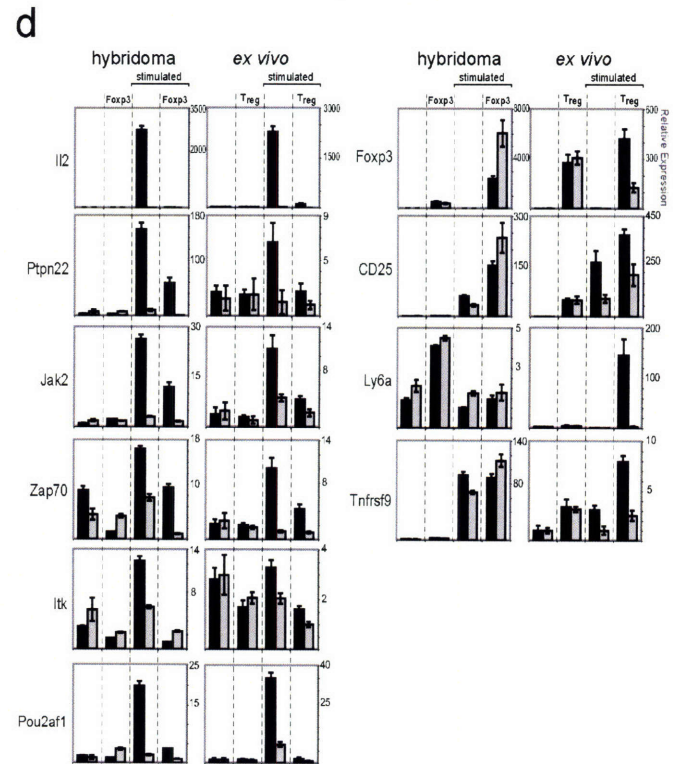 d
hybridoma ex vivo
stimulated stimulated
Foxp3 Foxp3 Treg Treg
Il2 3500 2000 3000 1500
Ptpn22 180 100 9 5
Jak2 30 15 14 8
Zap70 18 10 14 8
Itk 14 8 4 2
Pou2af1 25 15 40 25
hybridoma ex vivo
stimulated stimulated
Foxp3 Foxp3 Treg Treg
Foxp3 8000 4000 600 300
Relative Expression
CD25 300 150 450 250
Ly6a 5 3 200 100
Tnfrsf9 140 80 10 5